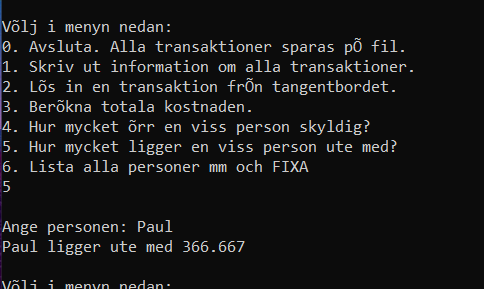 Võlj i menyn nedan:
0. Avsluta. Alla transaktioner sparas pÕ fil.
1. Skriv ut information om alla transaktioner.
2. Lõs in en transaktion frÕn tangentbordet.
3. Berõkna totala kostnaden.
4. Hur mycket õrr en viss person skyldig?
5. Hur mycket ligger en viss person ute med?
6. Lista alla personer mm och FIXA
5
Ange personen: Paul
Paul ligger ute med 366.667
Võlj i menyn nedan: